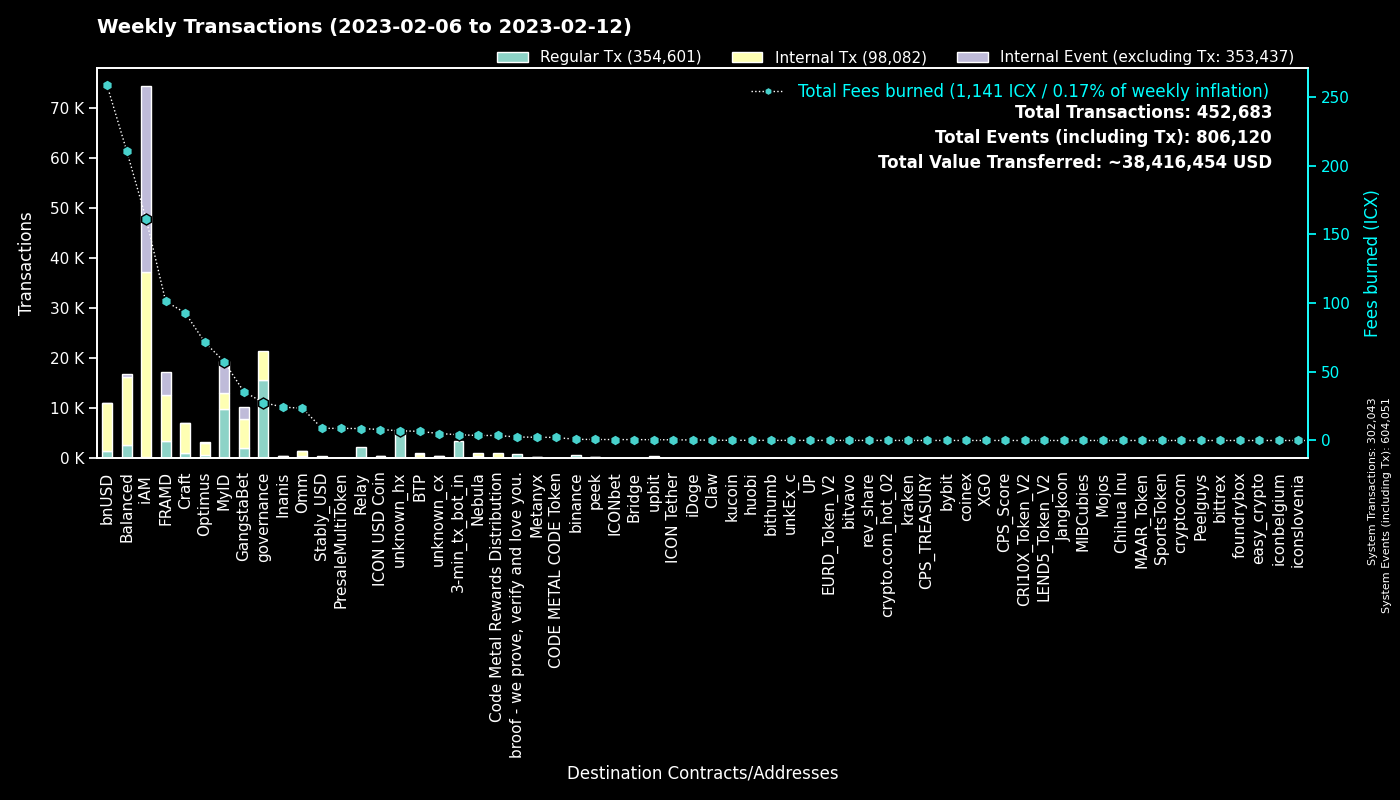 Weekly Transactions (2023-02-06 to 2023-02-12)
Regular Tx (354,601)
Internal Tx (98,082)
Internal Event (excluding Tx: 353,437)
Total Fees burned (1,141 ICX / 0.17% of weekly inflation)
Total Transactions: 452,683
Total Events (including Tx): 806,120
Total Value Transferred: ~38,416,454 USD
Transactions
70 K
60 K
50 K
40 K
30 K
20 K
10 K
0 K
250
200
150
100
50
0
Fees burned (ICX)
System Transactions: 302,043
System Events (including Tx): 604,051
bnUSD
Balanced
iAM
FRAMD
Craft
Optimus
MyID
GangstaBet
governance
Inanis
Omm
Stably_USD
PresaleMultiToken
Relay
ICON USD Coin
unknown_hx
BTP
unknown_cx
3-min_tx_bot_in
Nebula
Code Metal Rewards Distribution
broof - we prove, verify and love you.
Metanyx
CODE METAL CODE Token
binance
peek
ICONbet
Bridge
upbit
ICON Tether
iDoge
Claw
kucoin
huobi
bithumb
unkEx_c
UP
EURD_Token_V2
bitvavo
rev_share
crypto.com_hot_02
kraken
CPS_TREASURY
bybit
coinex
XGO
CPS_Score
CRI10X_Token_V2
LEND5_Token_V2
Jangkoon
MIBCubies
Mojos
Chihua Inu
MAAR_Token
SportsToken
cryptocom
Peelguys
bittrex
foundrybox
easy_crypto
iconbelgium
iconslovenia
Destination Contracts/Addresses